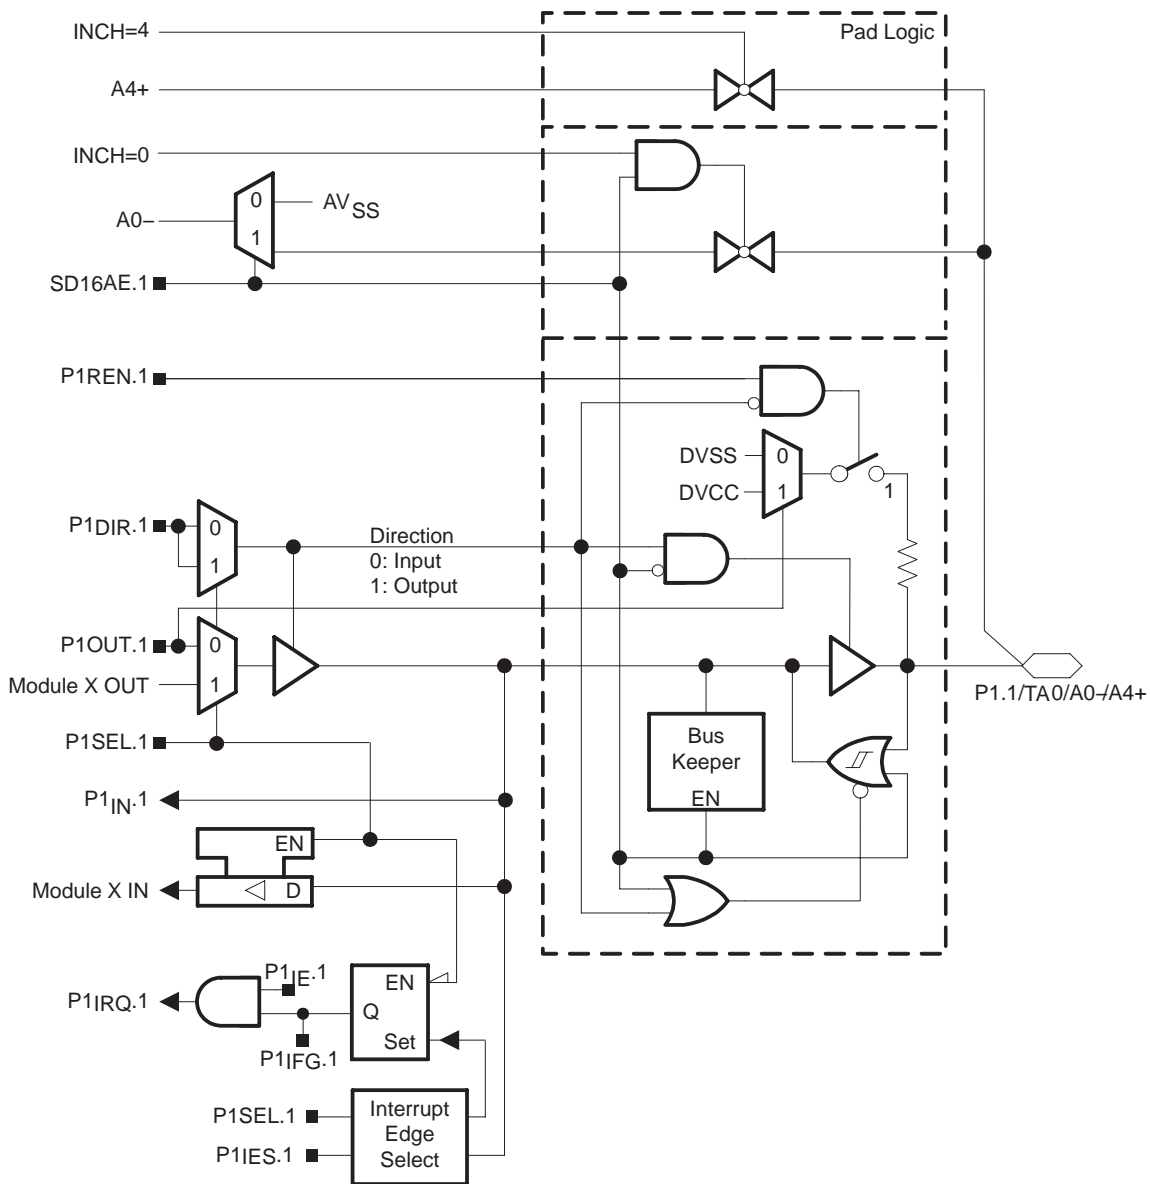 INCH=4
Pad Logic
A4+
INCH=0
0
AVSS
A0−
1
SD16AE.1
P1REN.1
DVSS
0
DVCC
1
1
P1DIR.1
0
1
Direction
0: Input
1: Output
P1OUT.1
0
Module X OUT
1
P1.1/TA0/A0−/A4+
P1SEL.1
Bus
Keeper
EN
P1IN.1
EN
Module X IN
D
P1IE.1
EN
P1IRQ.1
Q
Set
P1IFG.1
P1SEL.1
P1IES.1
Interrupt
Edge
Select